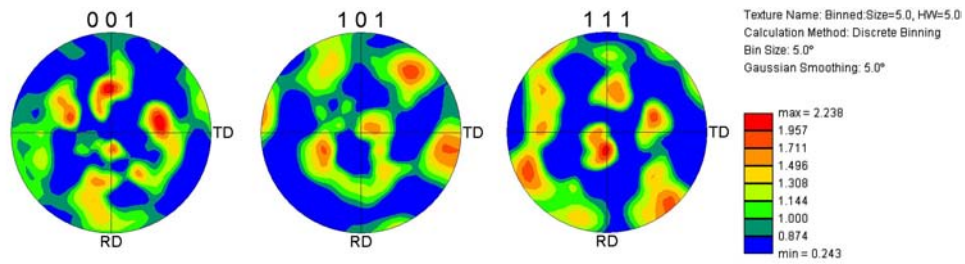 0 0 1
TD
RD
1 0 1
TD
RD
1 1 1
TD
RD
Texture Name: Binned:Size=5.0, HW=5.0
Calculation Method: Discrete Binning
Bin Size: 5.0°
Gaussian Smoothing: 5.0°
max = 2.238
1.957
1.711
1.496
1.308
1.144
1.000
0.874
min = 0.243